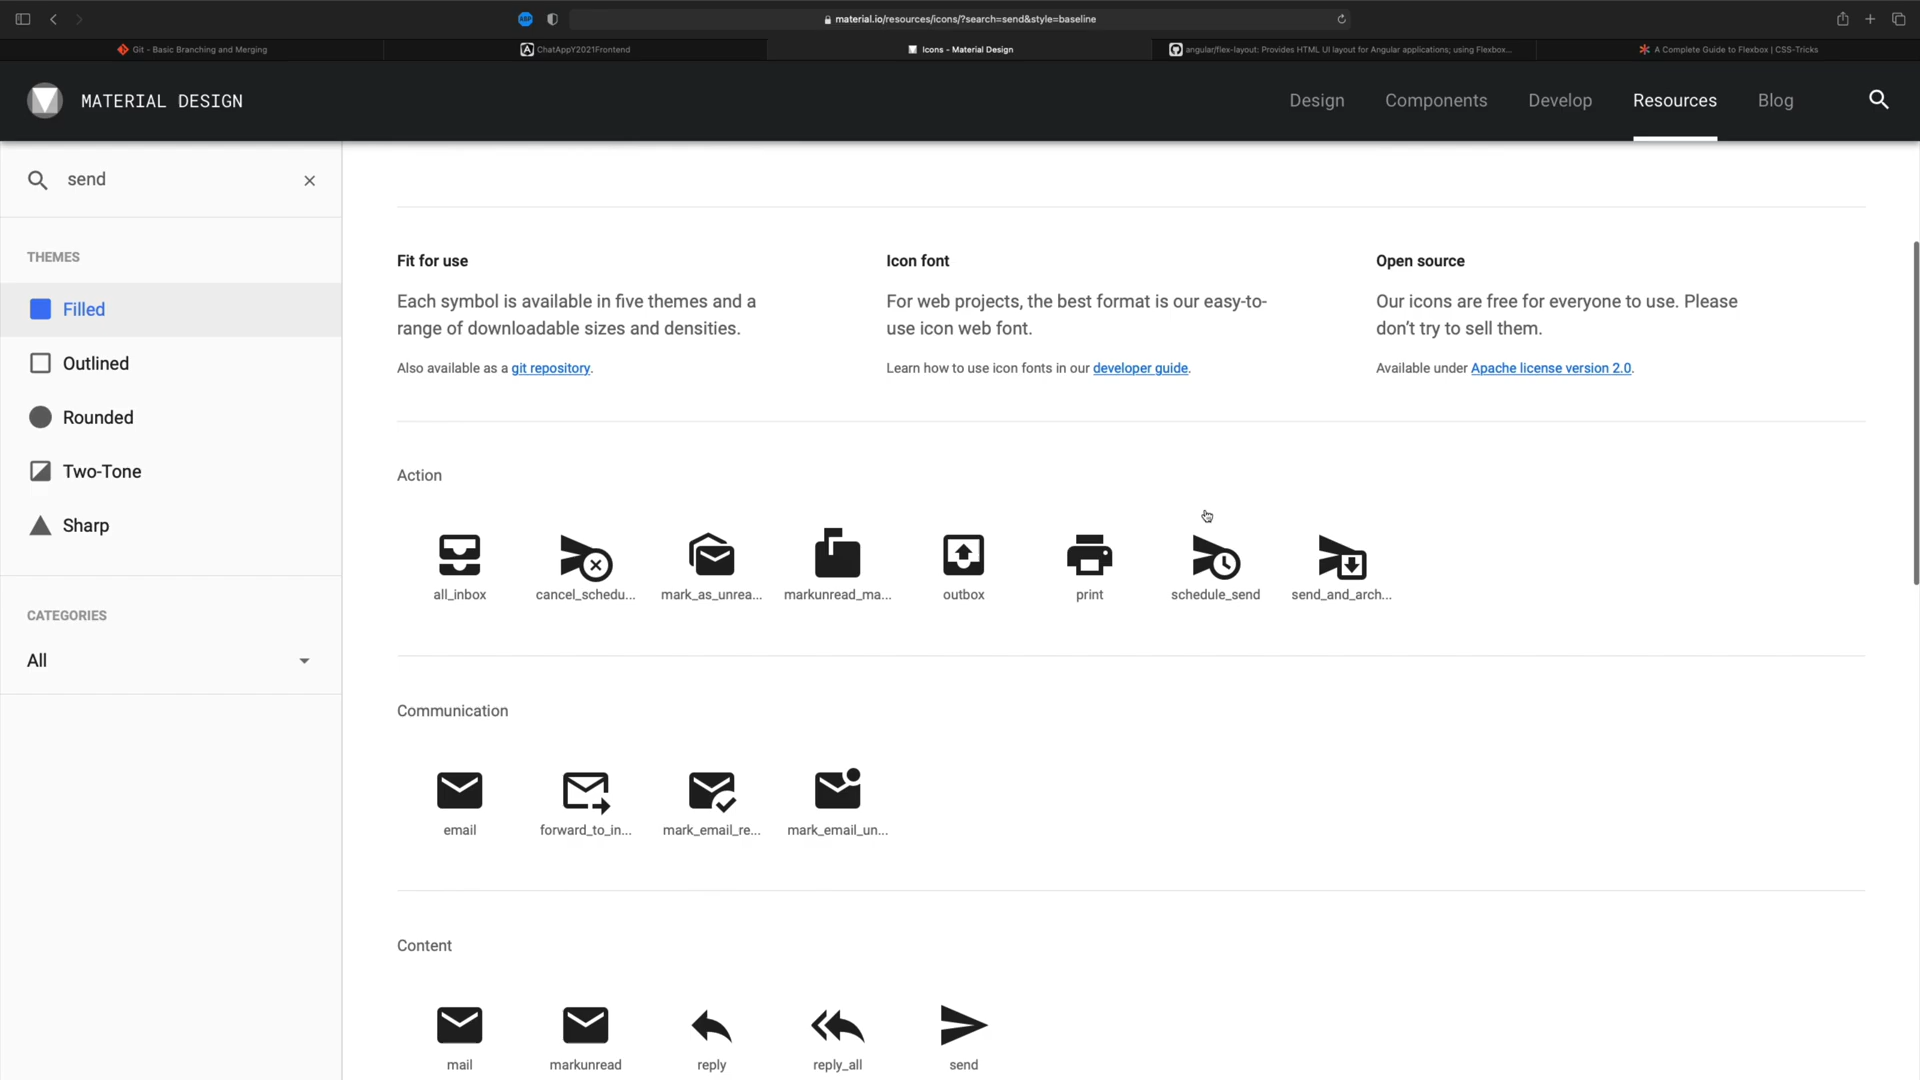 material.io/resources/icons/?search=send&style=baseline
Git - Basic Branching and Merging
ChatAppY2021Frontend
Icons - Material Design
angular/flex-layout: Provides HTML UI layout for Angular applications; using Flexbox...
A Complete Guide to Flexbox | CSS-Tricks
MATERIAL DESIGN
Design
Components
Develop
Resources
Blog
send
THEMES
Filled
Outlined
Rounded
Two-Tone
Sharp
CATEGORIES
All
Fit for use
Each symbol is available in five themes and a
range of downloadable sizes and densities.
Also available as a git repository.
Icon font
For web projects, the best format is our easy-to-
use icon web font.
Learn how to use icon fonts in our developer guide.
Open source
Our icons are free for everyone to use. Please
don't try to sell them.
Available under Apache license version 2.0.
Action
all_inbox
cancel_schedu...
mark_as_unrea...
markunread_ma...
outbox
print
schedule_send
send_and_arch...
Communication
email
forward_to_in...
mark_email_re...
mark_email_un...
Content
mail
markunread
reply
reply_all
send